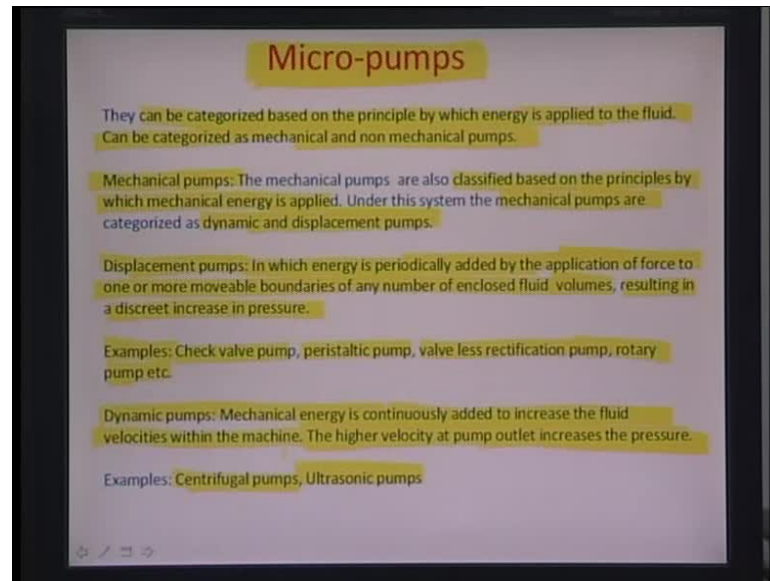 Micro-pumps
They can be categorized based on the principle by which energy is applied to the fluid.
Can be categorized as mechanical and non mechanical pumps.
Mechanical pumps: The mechanical pumps are also classified based on the principles by
which mechanical energy is applied. Under this system the mechanical pumps are
categorized as dynamic and displacement pumps.
Displacement pumps: In which energy is periodically added by the application of force to
one or more moveable boundaries of any number of enclosed fluid volumes, resulting in
a discreet increase in pressure.
Examples: Check valve pump, peristaltic pump, valve less rectification pump, rotary
pump etc.
Dynamic pumps: Mechanical energy is continuously added to increase the fluid
velocities within the machine. The higher velocity at pump outlet increases the pressure.
Examples: Centrifugal pumps, Ultrasonic pumps